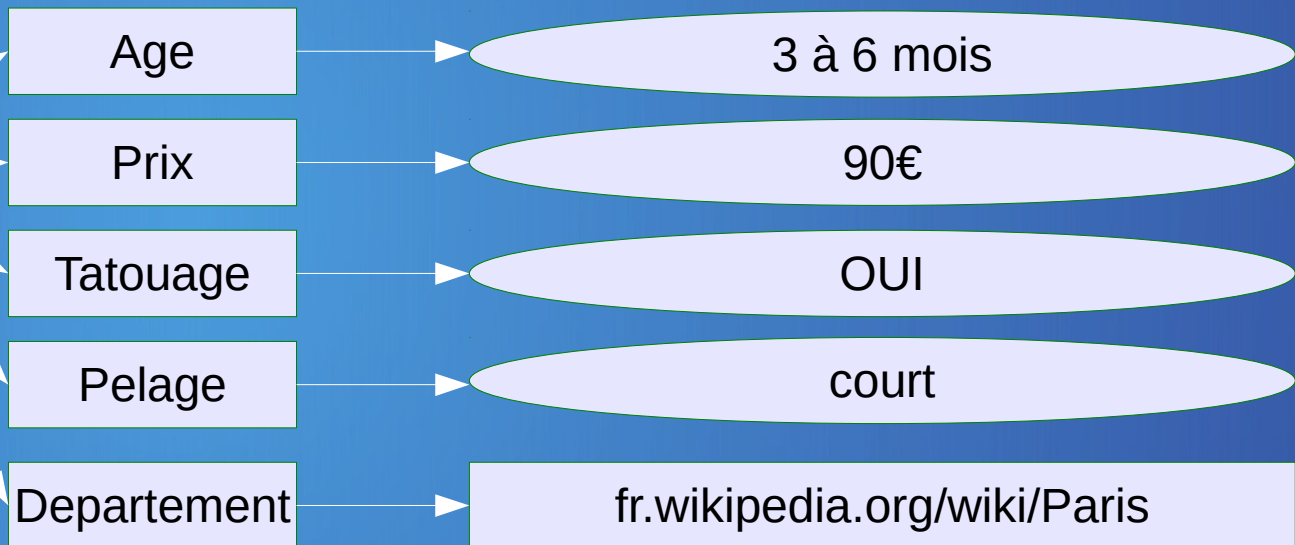 Age
3 à 6 mois
Prix
90€
Tatouage
OUI
Pelage
court
Departement
fr.wikipedia.org/wiki/Paris